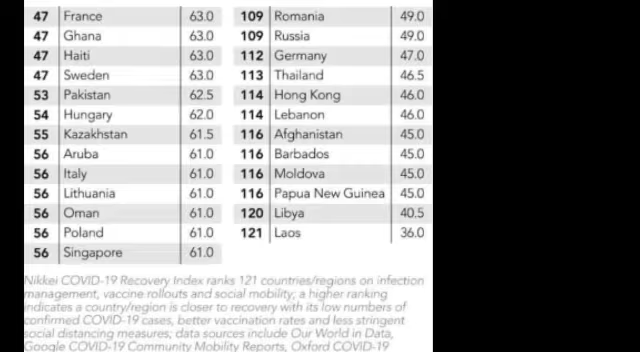 47 France 63.0
47 Ghana 63.0
47 Haiti 63.0
47 Sweden 63.0
53 Pakistan 62.5
54 Hungary 62.0
55 Kazakhstan 61.5
56 Aruba 61.0
56 Italy 61.0
56 Lithuania 61.0
56 Oman 61.0
56 Poland 61.0
56 Singapore 61.0
109 Romania 49.0
109 Russia 49.0
112 Germany 47.0
113 Thailand 46.5
114 Hong Kong 46.0
114 Lebanon 46.0
116 Afghanistan 45.0
116 Barbados 45.0
116 Moldova 45.0
116 Papua New Guinea 45.0
120 Libya 40.5
121 Laos 36.0
Nikkei COVID-19 Recovery Index ranks 121 countries/regions on infection
management, vaccine rollouts and social mobility; a higher ranking
indicates a country/region is closer to recovery with its low numbers of
confirmed COVID-19 cases, better vaccination rates and less stringent
social distancing measures; data sources include Our World in Data,
Google COVID-19 Community Mobility Reports, Oxford COVID-19